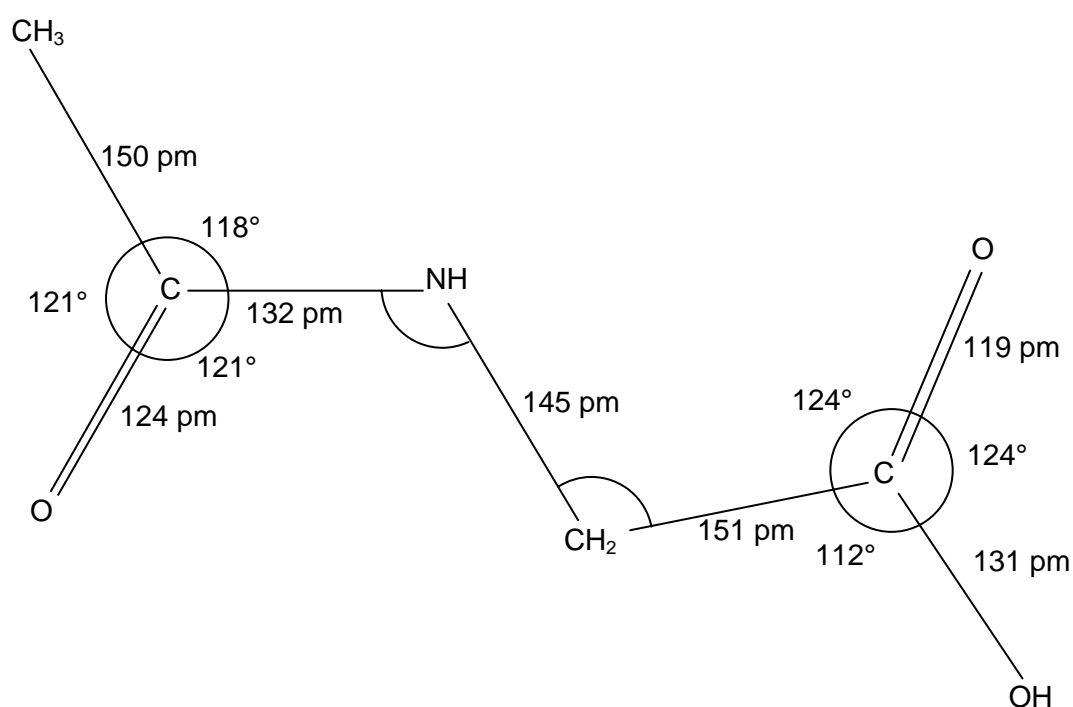 CH₃
150 pm
118°
O
NH
C
121°
132 pm
119 pm
121°
145 pm
124°
124 pm
124°
C
O
CH₂
151 pm
112°
131 pm
OH